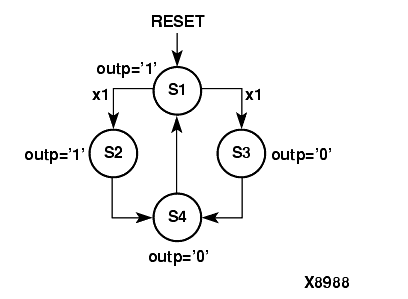 RESET
outp='1'
S1
x1
x1
outp='1'
S2
S3
outp='0'
S4
outp='0'
X8988